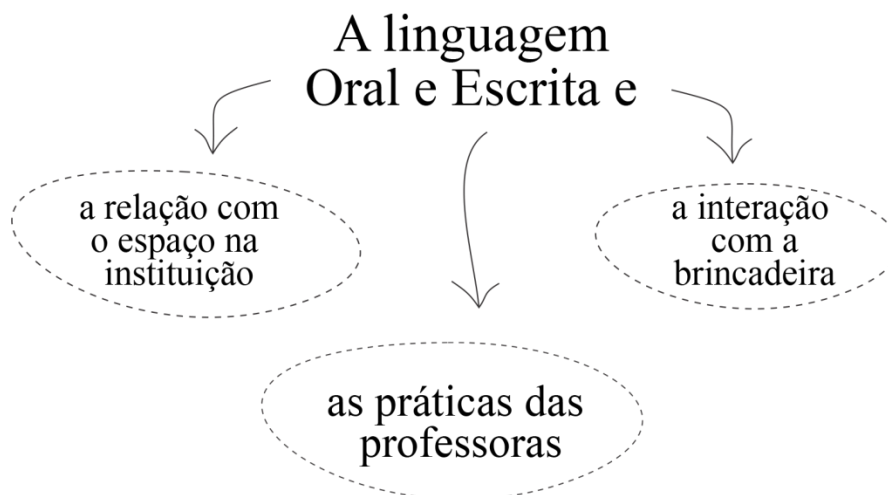 A linguagem
Oral e Escrita e
a relação com
o espaço na
instituição
a interação
com a
brincadeira
as práticas das
professoras